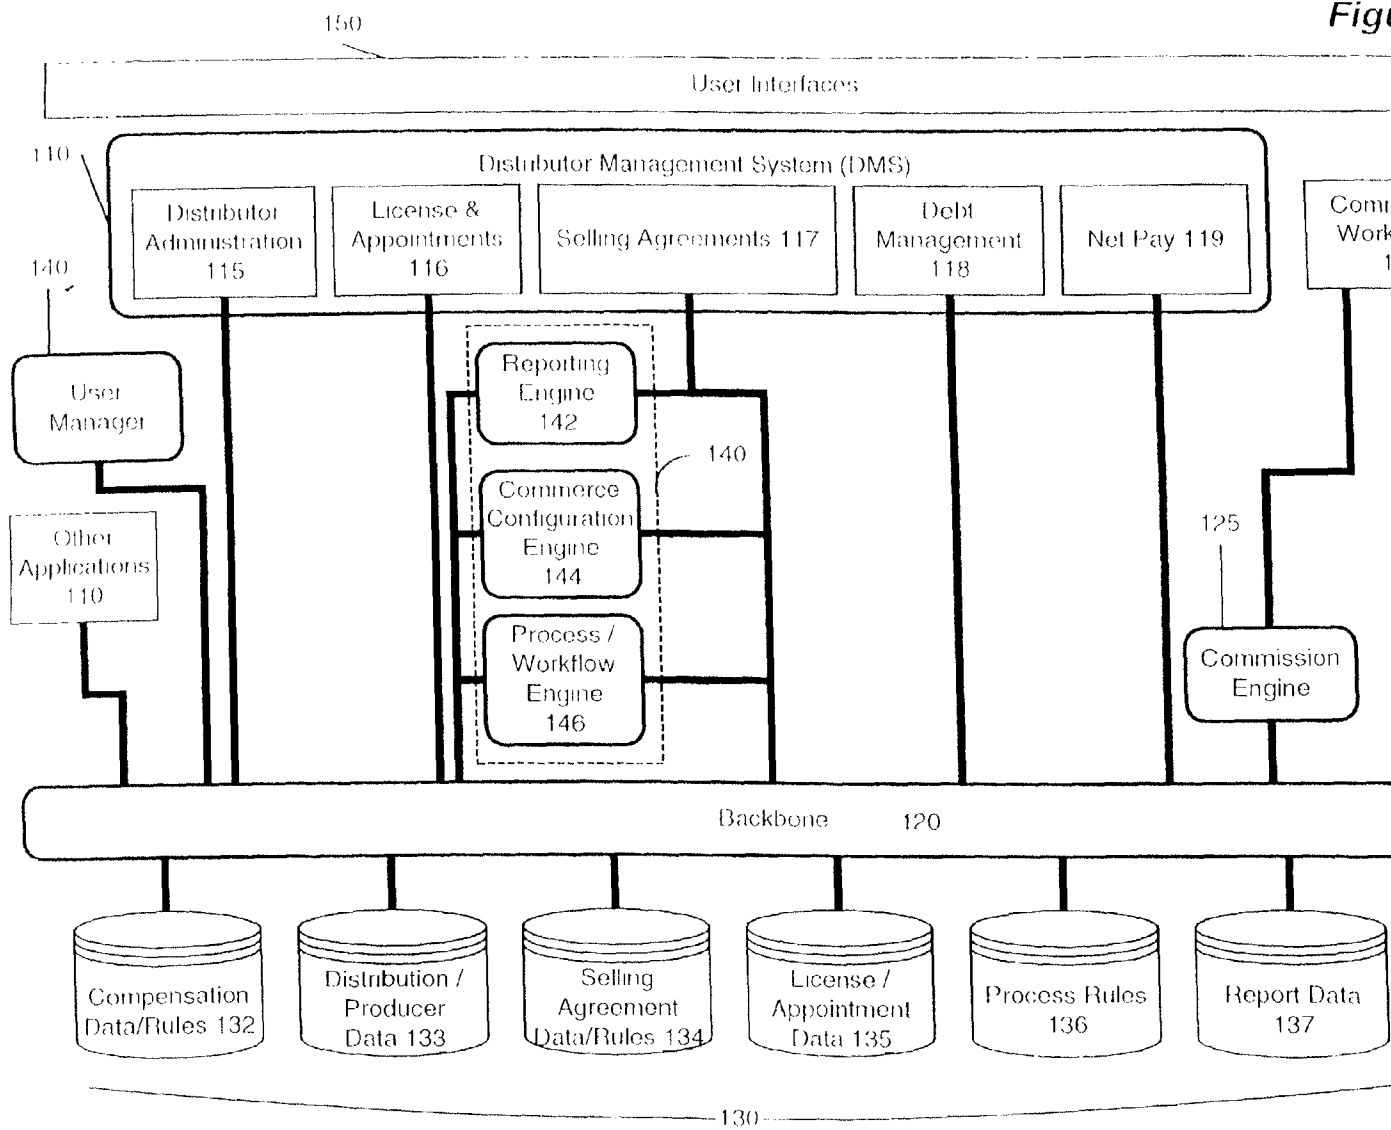 150
User Interfaces
110
Distributor Management System (DMS)
Distributor
Administration
115
License &
Appointments
116
Selling Agreements 117
Debt
Management
118
Net Pay 119
140
User
Manager
Reporting
Engine
142
140
Commerce
Configuration
Engine
144
Other
Applications
110
125
Process /
Workflow
Engine
146
Commission
Engine
Backbone 120
Compensation
Data/Rules 132
Distribution /
Producer
Data 133
Selling
Agreement
Data/Rules 134
License /
Appointment
Data 135
Process Rules
136
Report Data
137
130